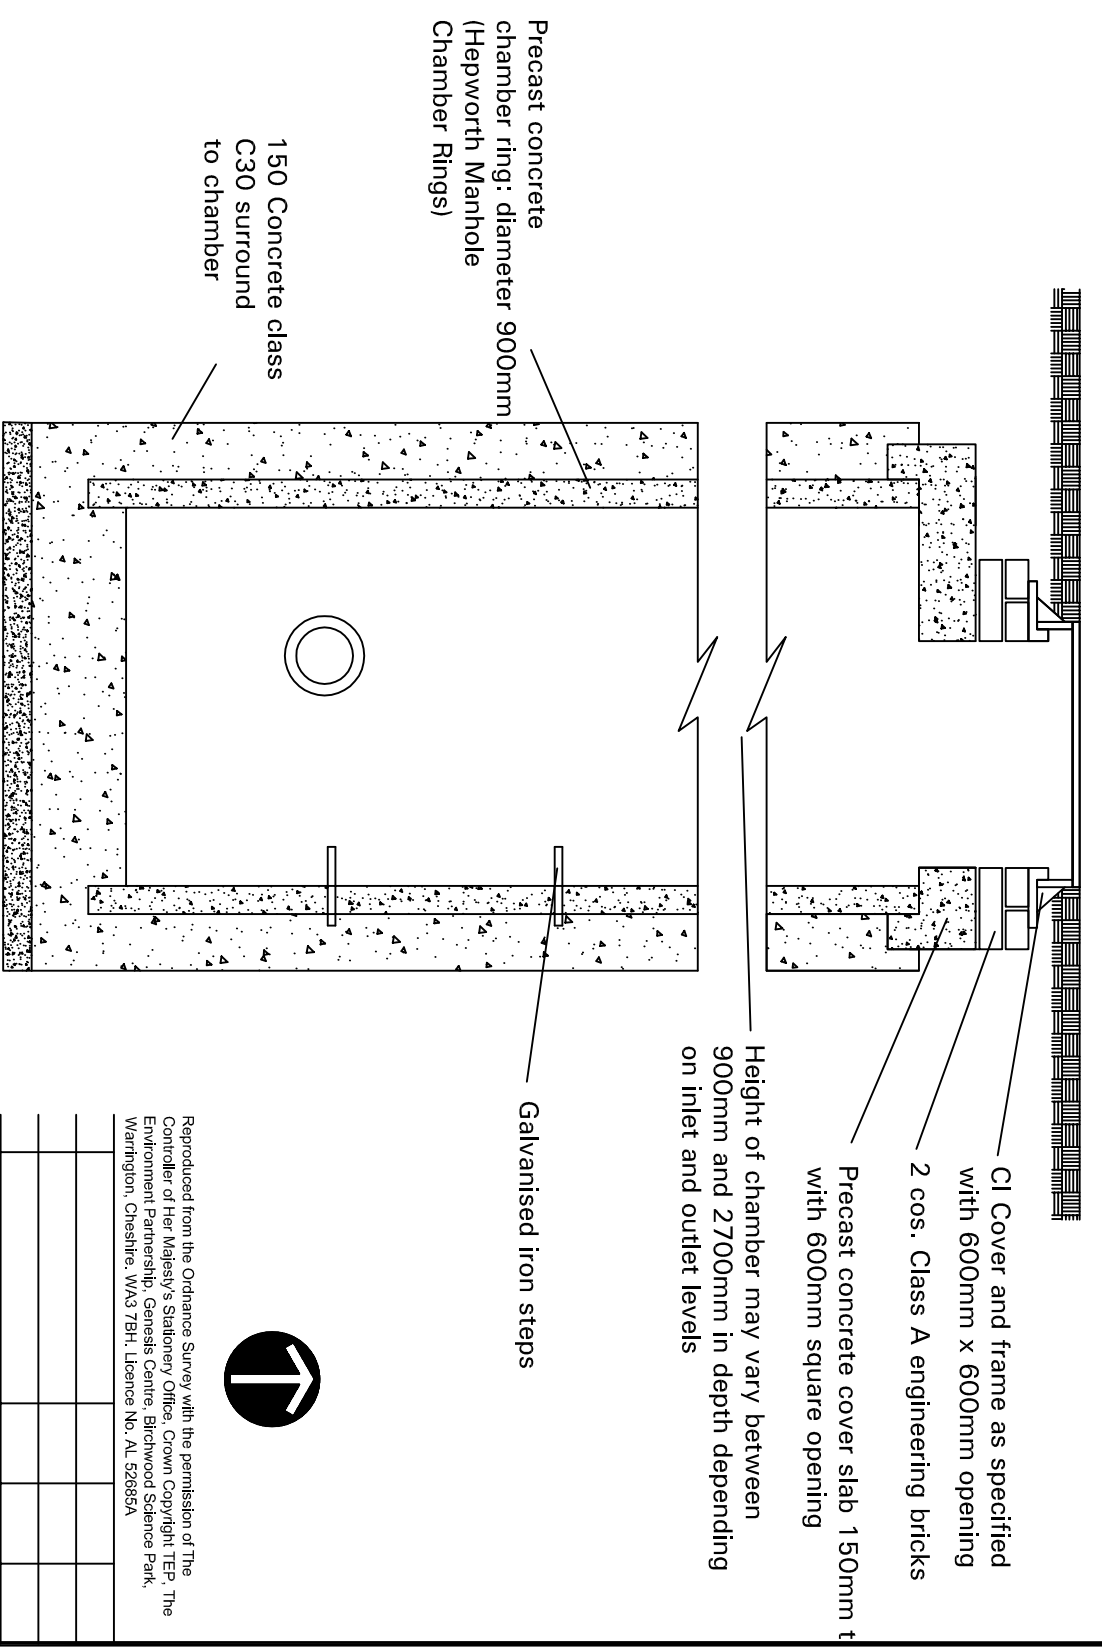 CI Cover and frame as specified
with 600mm x 600mm opening
2 cos. Class A engineering bricks
Precast concrete cover slab 150mm t
with 600mm square opening
Height of chamber may vary between
900mm and 2700mm in depth depending
on inlet and outlet levels
Precast concrete
chamber ring: diameter 900mm
(Hepworth Manhole
Chamber Rings)
Galvanised iron steps
150 Concrete class
C30 surround
to chamber
Reproduced from the Ordnance Survey with the permission of The
Controller of Her Majesty's Stationery Office, Crown Copyright TEP, The
Environment Partnership, Genesis Centre, Birchwood Science Park,
Warrington, Cheshire. WA3 7BH. Licence No. AL 52685A